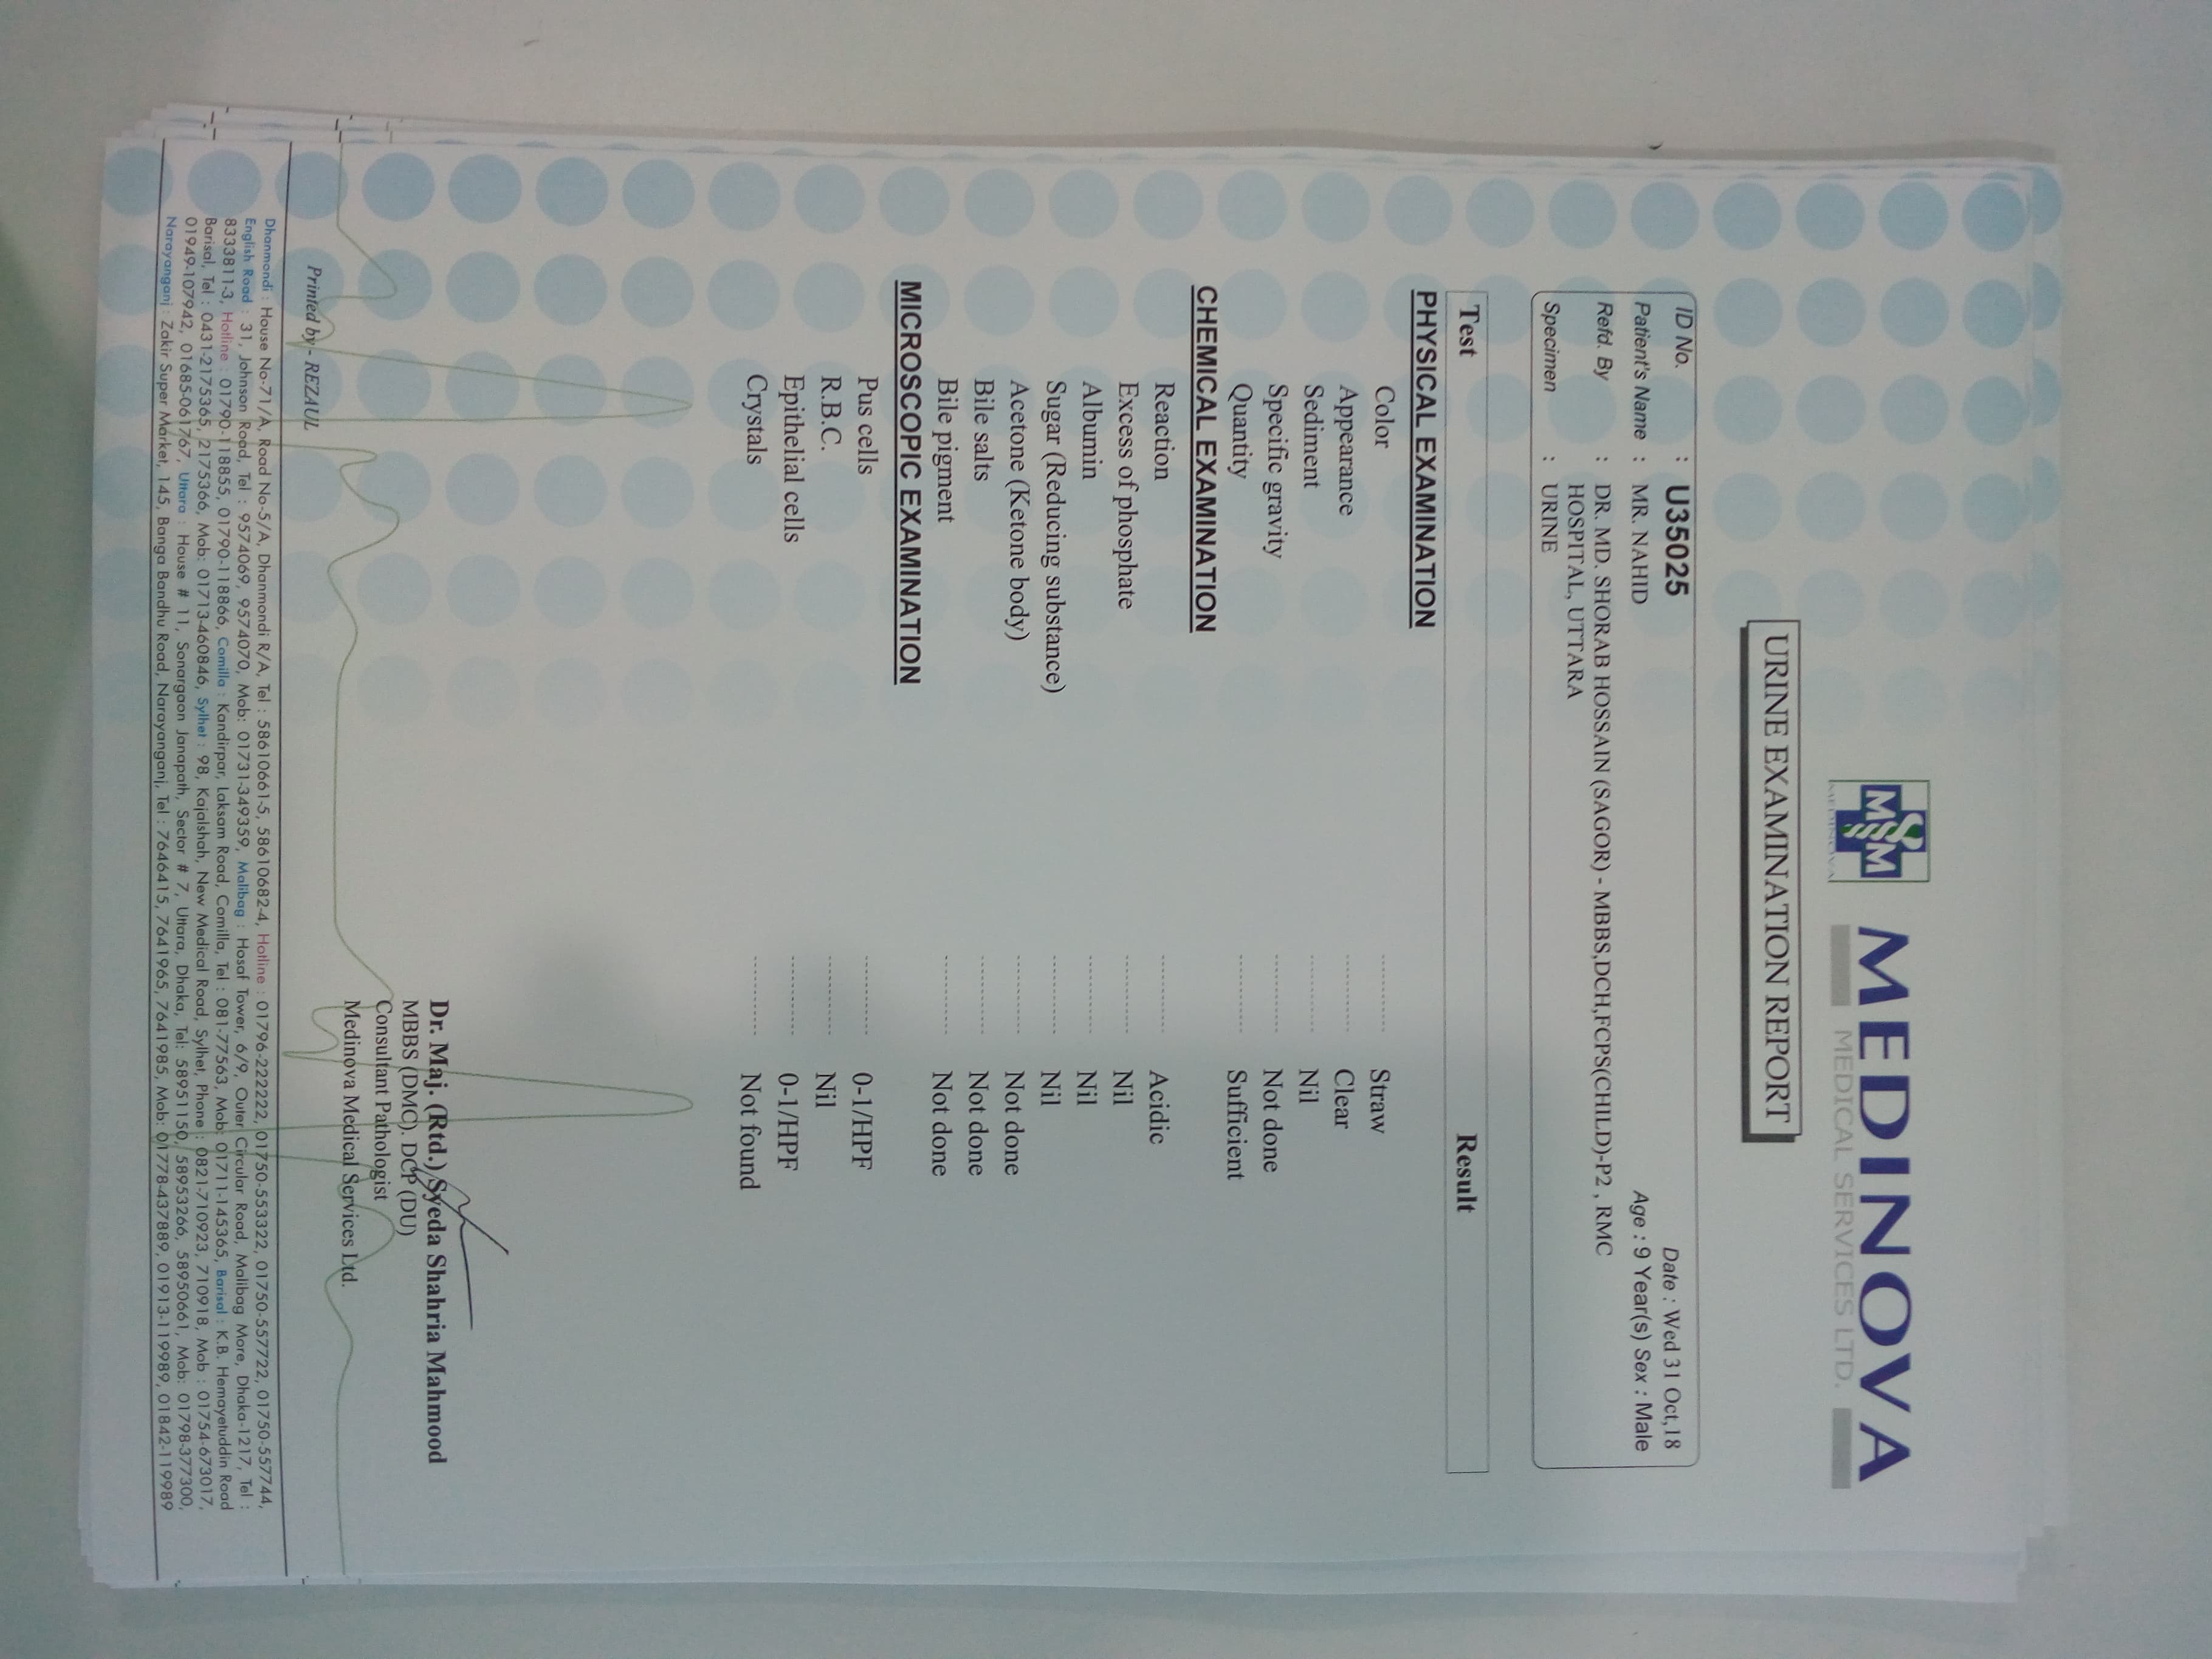 MEDINOVA
MEDICAL SERVICES LTD.
URINE EXAMINATION REPORT
ID No. : U35025 Date : Wed 31 Oct,18
Patient's Name : MR. NAHID Age : 9 Year(s) Sex : Male
Refd. By : DR. MD. SHORAB HOSSAIN (SAGOR) - MBBS,DCH,FCPS(CHILD)-P2 , RMC
HOSPITAL, UTTARA
Specimen : URINE
Test Result
PHYSICAL EXAMINATION
Color ........... Straw
Appearance ........... Clear
Sediment ........... Nil
Specific gravity ........... Not done
Quantity ........... Sufficient
CHEMICAL EXAMINATION
Reaction ........... Acidic
Excess of phosphate ........... Nil
Albumin ........... Nil
Sugar (Reducing substance) ........... Nil
Acetone (Ketone body) ........... Not done
Bile salts ........... Not done
Bile pigment ........... Not done
MICROSCOPIC EXAMINATION
Pus cells ........... 0-1/HPF
R.B.C. ........... Nil
Epithelial cells ........... 0-1/HPF
Crystals ........... Not found
Dr. Maj. (Rtd.) Syeda Shahria Mahmood
MBBS (DMC). DCP (DU)
Consultant Pathologist
Medinova Medical Services Ltd.
Printed by - REZAUL
Dhanmondi : House No-71/A, Road No-5/A, Dhanmondi R/A, Tel : 58610661-5, 58610682-4, Hotline : 01796-222222, 01750-553322, 01750-557722, 01750-557744,
English Road : 31, Johnson Road, Tel : 9574069, 9574070, Mob: 01731-349359, Malibag : Hosaf Tower, 6/9, Outer Circular Road, Malibag More, Dhaka-1217, Tel :
8333811-3, Hotline : 01790-118855, 01790-118866, Comilla : Kandirpar, Laksam Road, Comilla, Tel : 081-77563, Mob: 01711-145365, Barisal : K.B. Hemayetuddin Road
Barisal, Tel : 0431-2175365, 2175366, Mob: 01713-460846, Sylhet : 98, Kajalshah, New Medical Road, Sylhet, Phone : 0821-710923, 710918, Mob : 01754-673017,
01949-107942, 01685-061767, Uttara : House # 11, Sonargaon Janapath, Sector # 7, Uttara, Dhaka, Tel: 58951150, 58953266, 58950661, Mob: 01798-377300,
Narayanganj : Zakir Super Market, 145, Banga Bandhu Road, Narayanganj, Tel : 7646415, 7641965, 7641985, Mob: 01778-437889, 01913-119989, 01842-119989